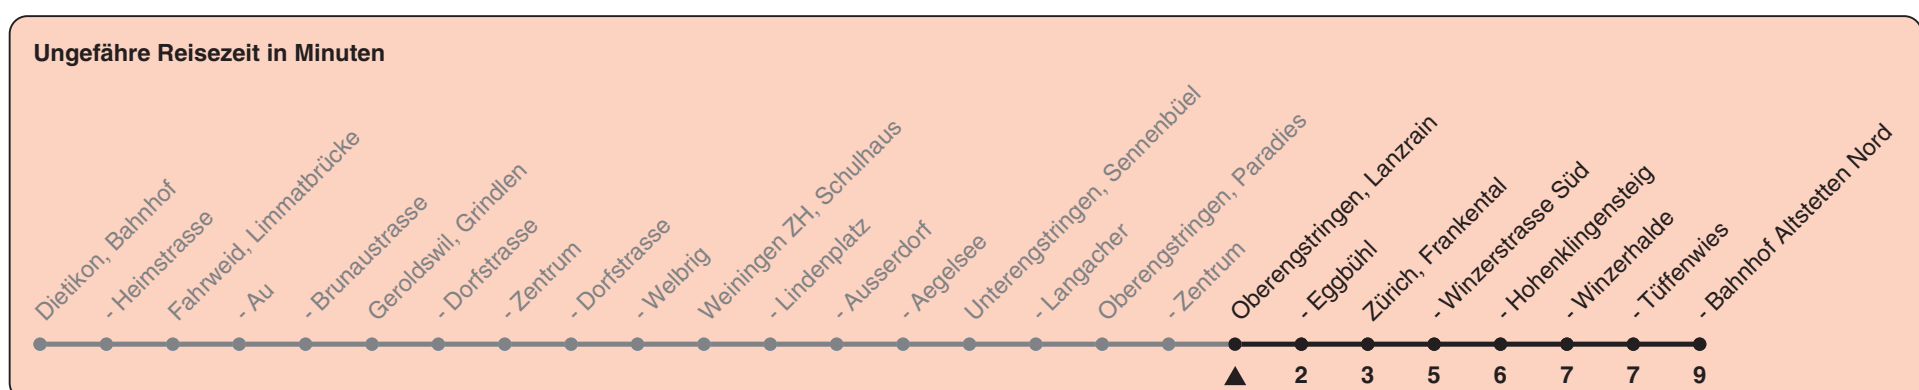 Ungefähre Reisezeit in Minuten
Dietikon, Bahnhof
- Heimstrasse
Fahrweid, Limmatbrücke
- Au
- Brunaustrasse
Geroldswil, Grindlen
- Dorfstrasse
- Zentrum
- Dorfstrasse
- Welbrig
Weiningen ZH, Schulhaus
- Lindenplatz
- Ausserdorf
- Aegelsee
Unterengstringen, Sennenbüel
- Langacher
Oberengstringen, Paradies
- Zentrum
Oberengstringen, Lanzrain
- Eggbühl
Zürich, Frankental
- Winzerstrasse Süd
- Hohenklingensteig
- Winzerhalde
- Tüffenwies
- Bahnhof Altstetten Nord
2 3 5 6 7 7 9